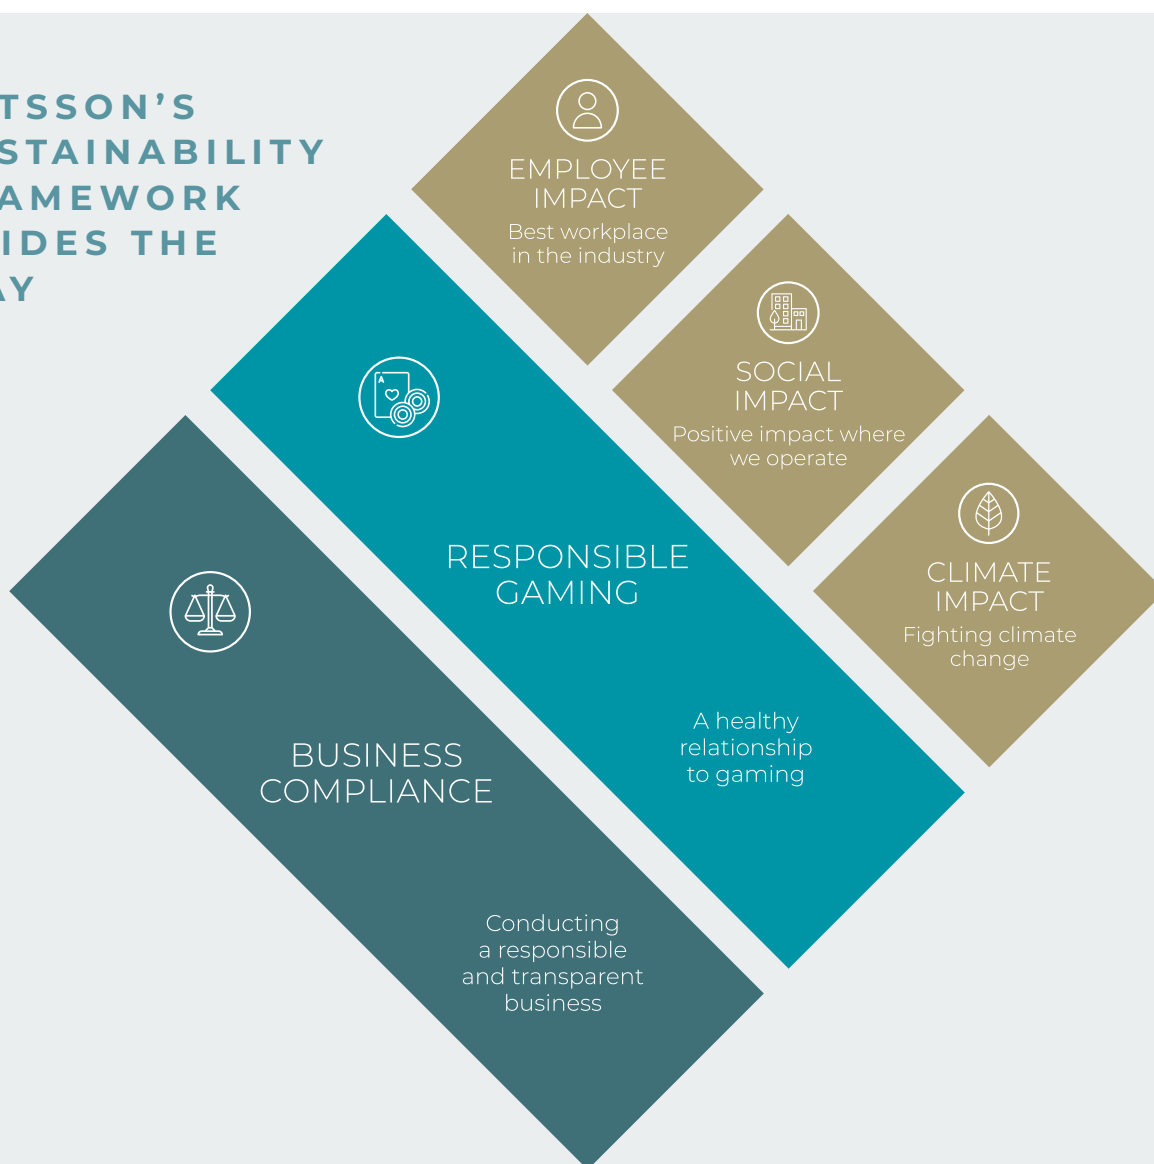 TSSON'S
STAINABILITY
AMEWORK
IDES THE
AY
EMPLOYEE
IMPACT
Best workplace
in the industry
SOCIAL
IMPACT
Positive impact where
we operate
CLIMATE
IMPACT
Fighting climate
change
A
RESPONSIBLE
GAMING
A healthy
relationship
to gaming
BUSINESS
COMPLIANCE
Conducting
a responsible
and transparent
business